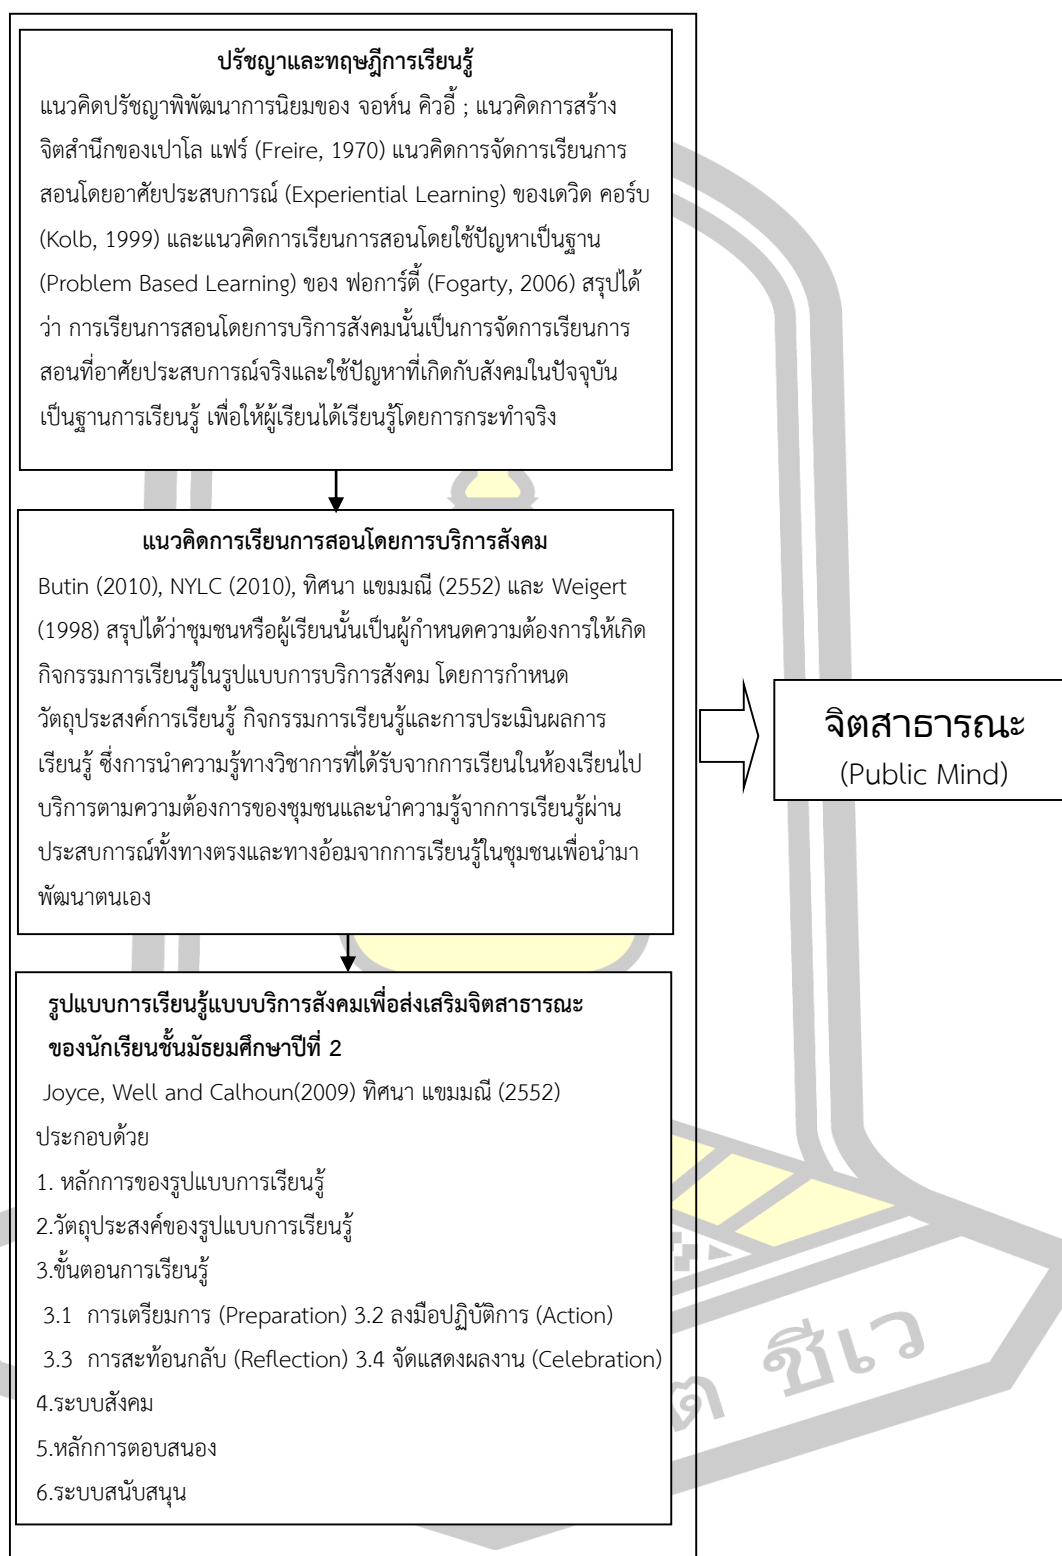 ปรัชญาและทฤษฎีการเรียนรู้
แนวคิดปรัชญาพิพัฒนาการนิยมของ จอห์น คิวอี้ ; แนวคิดการสร้าง
จิตสำนึกของเปาโล แฟร์ (Freire, 1970) แนวคิดการจัดการเรียนการ
สอนโดยอาศัยประสบการณ์ (Experiential Learning) ของเดวิด คอร์บ
(Kolb, 1999) และแนวคิดการเรียนการสอนโดยใช้ปัญหาเป็นฐาน
(Problem Based Learning) ของ ฟอการ์ตี้ (Fogarty, 2006) สรุปได้
ว่า การเรียนการสอนโดยการบริการสังคมนั้นเป็นการจัดการเรียนการ
สอนที่อาศัยประสบการณ์จริงและใช้ปัญหาที่เกิดกับสังคมในปัจจุบัน
เป็นฐานการเรียนรู้ เพื่อให้ผู้เรียนได้เรียนรู้โดยการกระทำจริง
แนวคิดการเรียนการสอนโดยการบริการสังคม
Butin (2010), NYLC (2010), ทิศนา แขมมณี (2552) และ Weigert
(1998) สรุปได้ว่าชุมชนหรือผู้เรียนนั้นเป็นผู้กำหนดความต้องการให้เกิด
กิจกรรมการเรียนรู้ในรูปแบบการบริการสังคม โดยการกำหนด
วัตถุประสงค์การเรียนรู้ กิจกรรมการเรียนรู้และการประเมินผลการ
เรียนรู้ ซึ่งการนำความรู้ทางวิชาการที่ได้รับจากการเรียนในห้องเรียนไป
บริการตามความต้องการของชุมชนและนำความรู้จากการเรียนรู้ผ่าน
ประสบการณ์ทั้งทางตรงและทางอ้อมจากการเรียนรู้ในชุมชนเพื่อนำมา
พัฒนาตนเอง
จิตสาธารณะ
(Public Mind)
รูปแบบการเรียนรู้แบบบริการสังคมเพื่อส่งเสริมจิตสาธารณะ
ของนักเรียนชั้นมัธยมศึกษาปีที่ 2
Joyce, Well and Calhoun(2009) ทิศนา แขมมณี (2552)
ประกอบด้วย
1. หลักการของรูปแบบการเรียนรู้
2.วัตถุประสงค์ของรูปแบบการเรียนรู้
3.ขั้นตอนการเรียนรู้
3.1 การเตรียมการ (Preparation) 3.2 ลงมือปฏิบัติการ (Action)
3.3 การสะท้อนกลับ (Reflection) 3.4 จัดแสดงผลงาน (Celebration)
4.ระบบสังคม
5.หลักการตอบสนอง
6.ระบบสนับสนุน
ชีเว